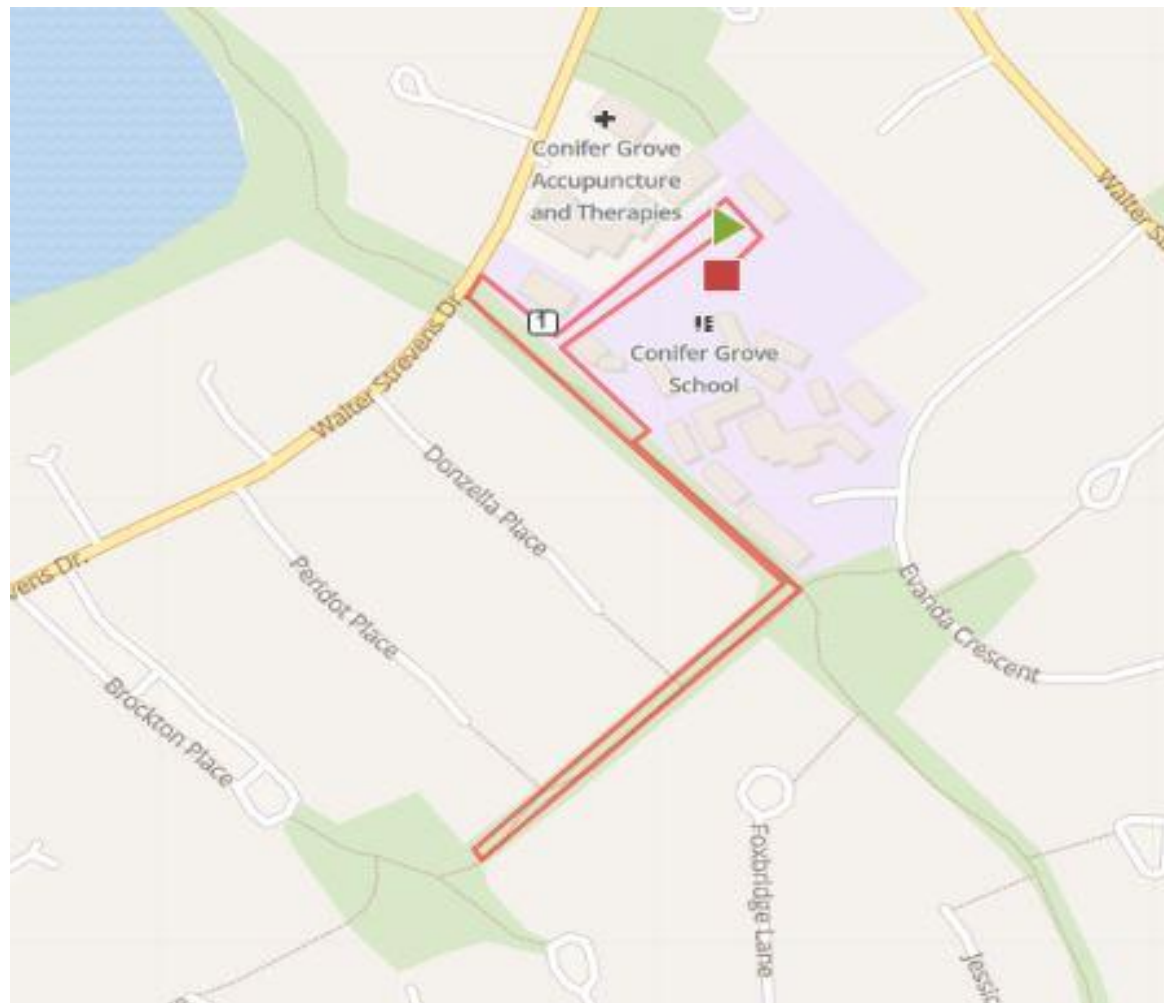 Conifer Grove
Accupuncture
and Therapies
Walter S
1
Conifer Grove
School
Walter Strevens Dr.
Donzella Place
vens Dr.
Peridot Place
Evanda Crescent
Brockton Place
Foxbridge Lane
Jessi